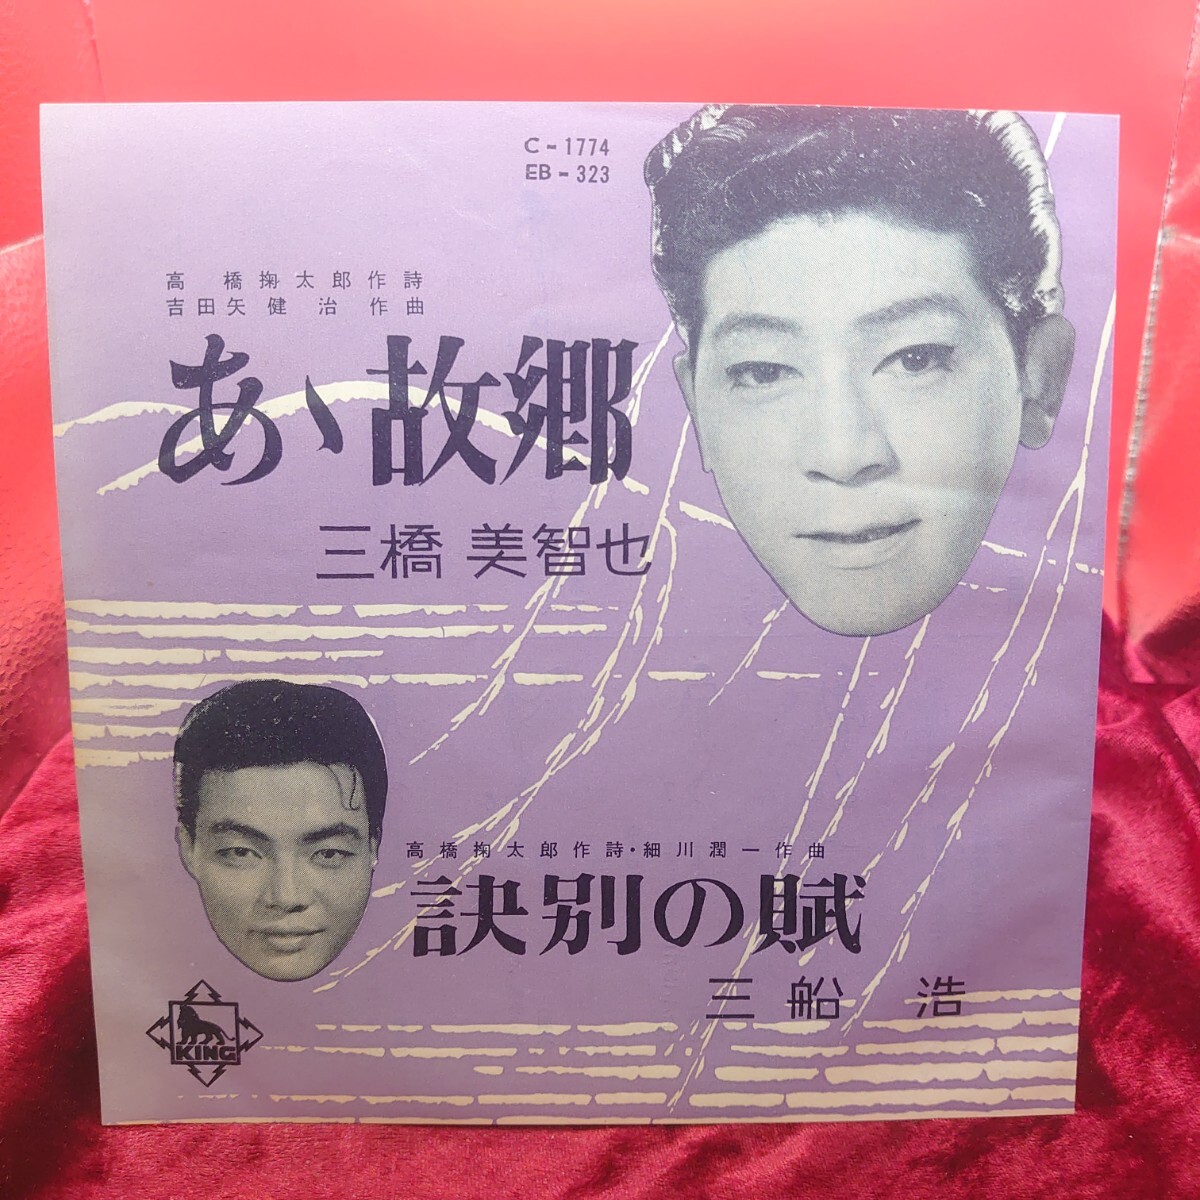 C-1774
EB-323
高橋掬太郎作詩
吉田矢健治作曲
あゝ故郷
三橋美智也
高橋掬太郎作詩・細川潤一作曲
訣別の賦
三船浩
KING